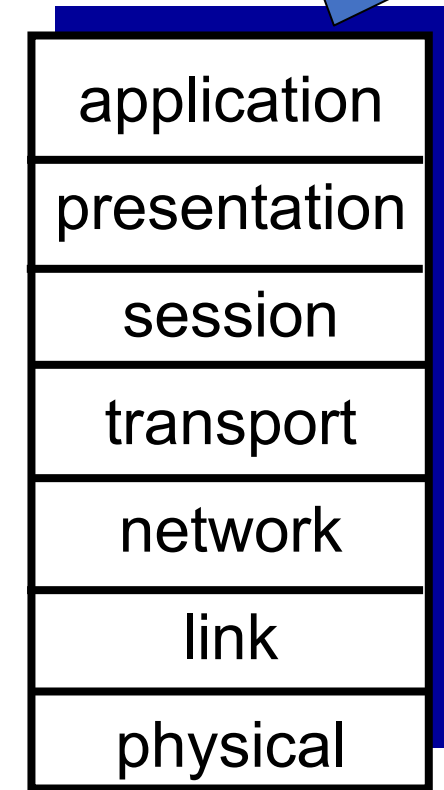 application
presentation
session
transport
network
link
physical